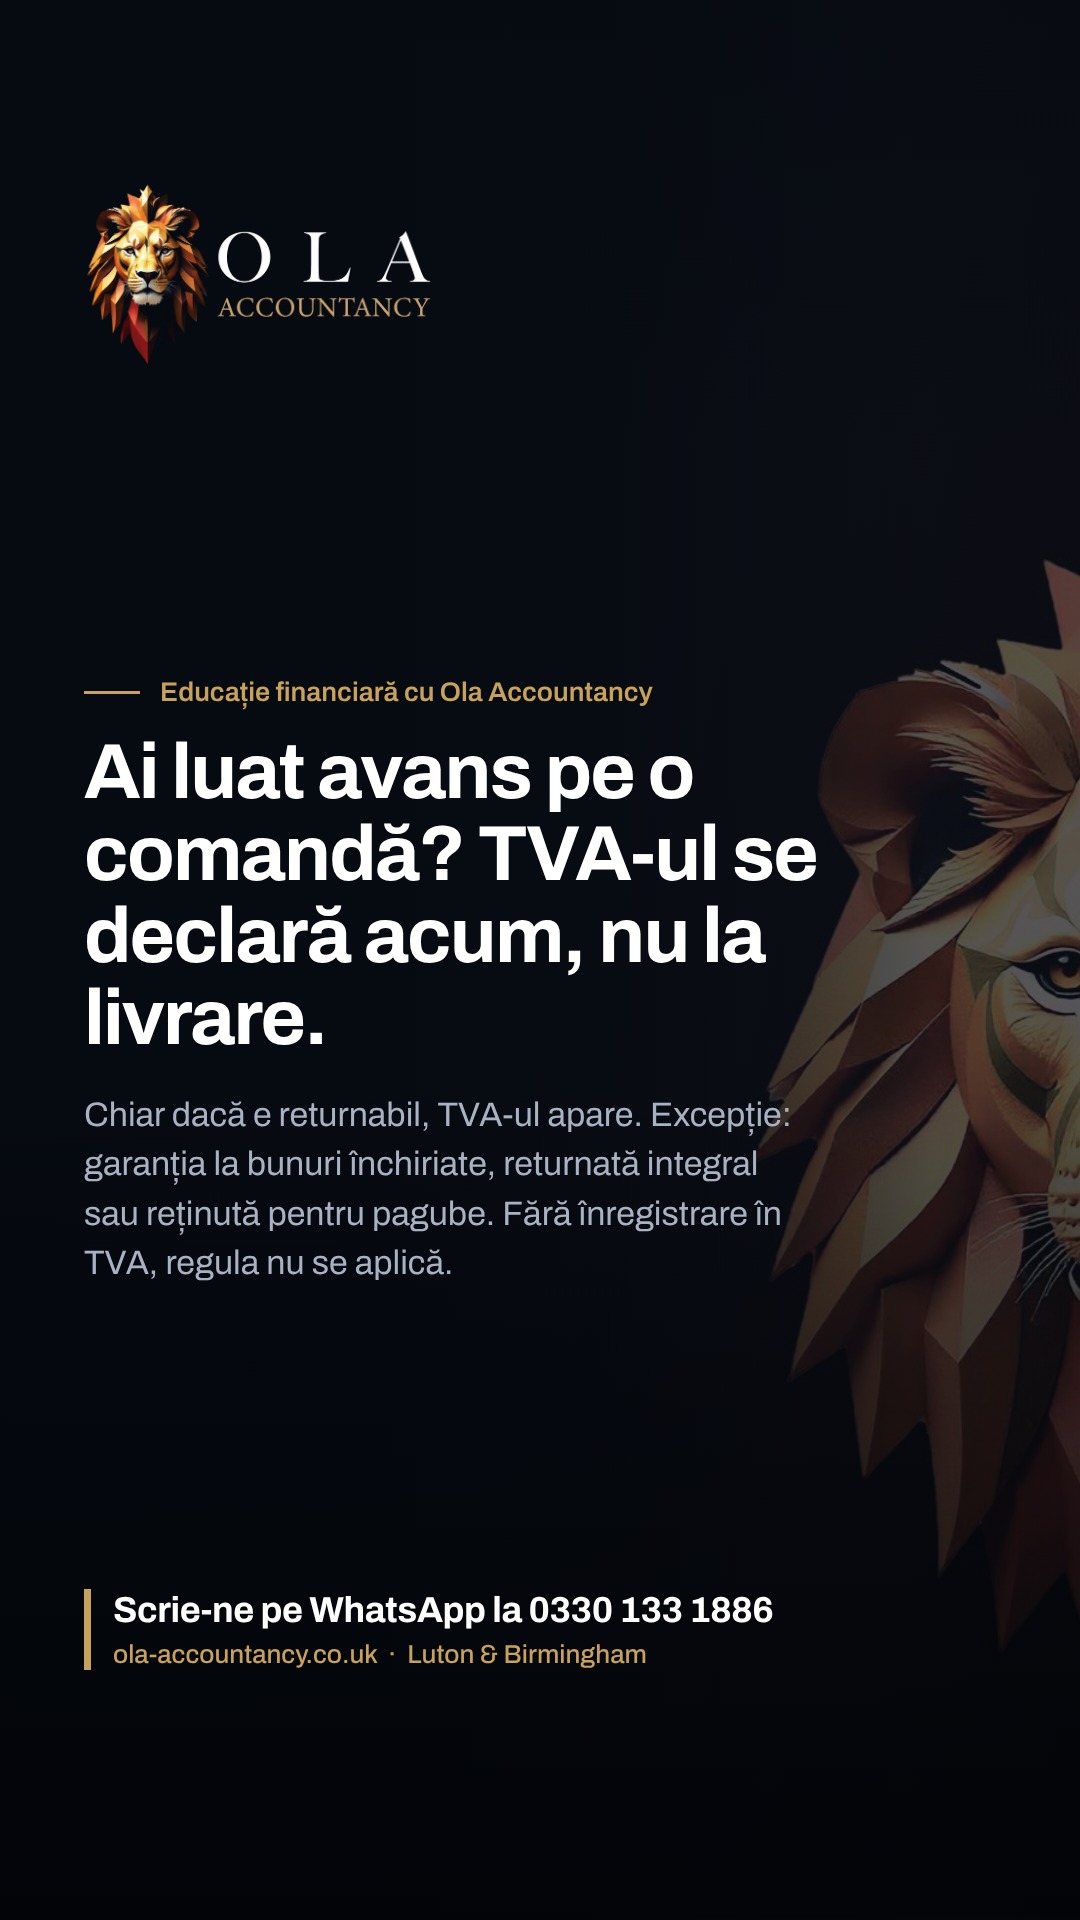 OLA
ACCOUNTANCY
Educație financiară cu Ola Accountancy
Ai luat avans pe o
comandă? TVA-ul se
declară acum, nu la
livrare.
Chiar dacă e returnabil, TVA-ul apare. Excepție:
garanția la bunuri închiriate, returnată integral
sau reținută pentru pagube. Fără înregistrare în
TVA, regula nu se aplică.
Scrie-ne pe WhatsApp la 0330 133 1886
ola-accountancy.co.uk · Luton & Birmingham